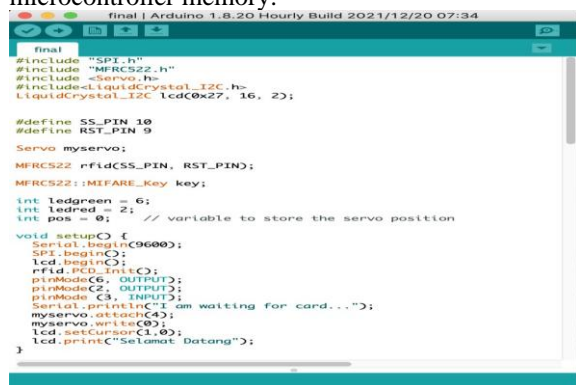 microcontroller memory.
final | Arduino 1.8.20 Hourly Build 2021/12/20 07:34
final
#include "SPI.h"
#include "MFRC522.h"
#include <Servo.h>
#include<LiquidCrystal_I2C.h>
LiquidCrystal_I2C lcd(0x27, 16, 2);
#define SS_PIN 10
#define RST_PIN 9
Servo myservo;
MFRC522 rfid(SS_PIN, RST_PIN);
MFRC522::MIFARE_Key key;
int ledgreen = 6;
int ledred = 2;
int pos = 0; // variable to store the servo position
void setup() {
Serial.begin(9600);
SPI.begin();
lcd.begin();
rfid.PCD_Init();
pinMode(6, OUTPUT);
pinMode(2, OUTPUT);
pinMode (3, INPUT);
Serial.println("I am waiting for card...");
myservo.attach(4);
myservo.write(0);
lcd.setCursor(1,0);
lcd.print("Selamat Datang");
}